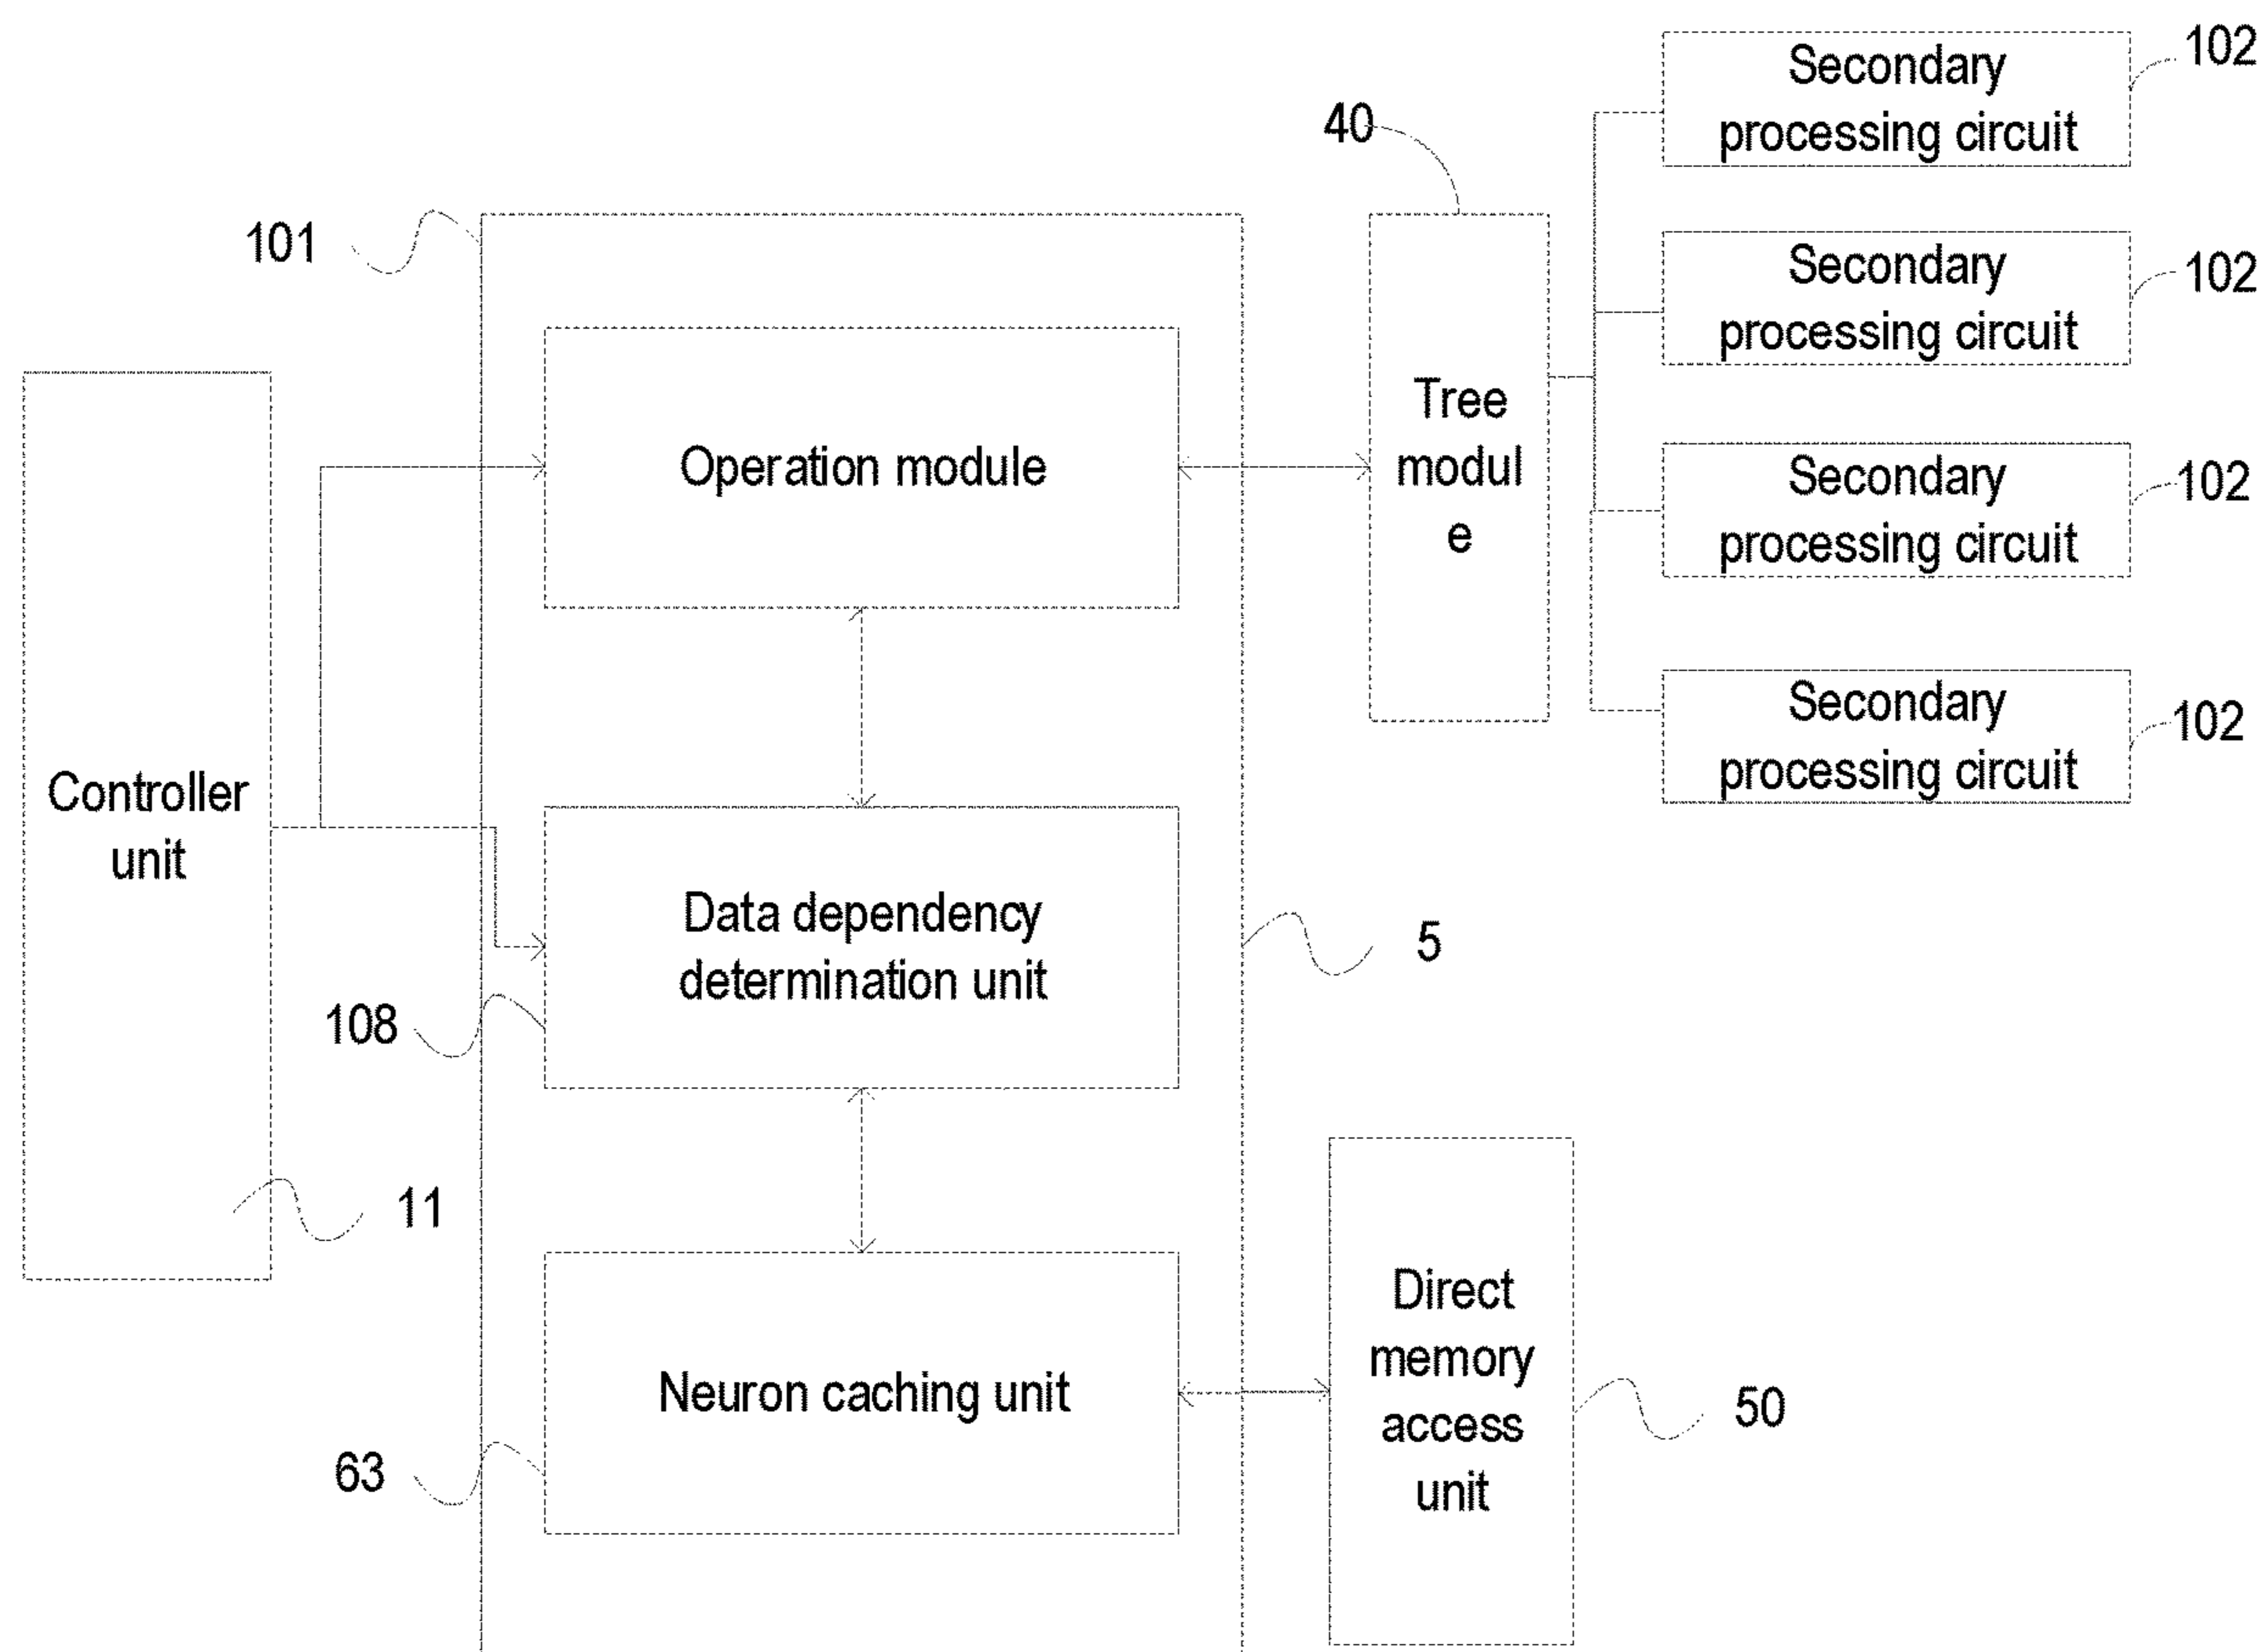 Secondary
processing circuit
102
40
Secondary
processing circuit
102
101
Tree
modul
e
Operation module
Secondary
processing circuit
102
Secondary
processing circuit
102
Controller
unit
Data dependency
determination unit
5
108
11
Direct
memory
access
unit
Neuron caching unit
50
63